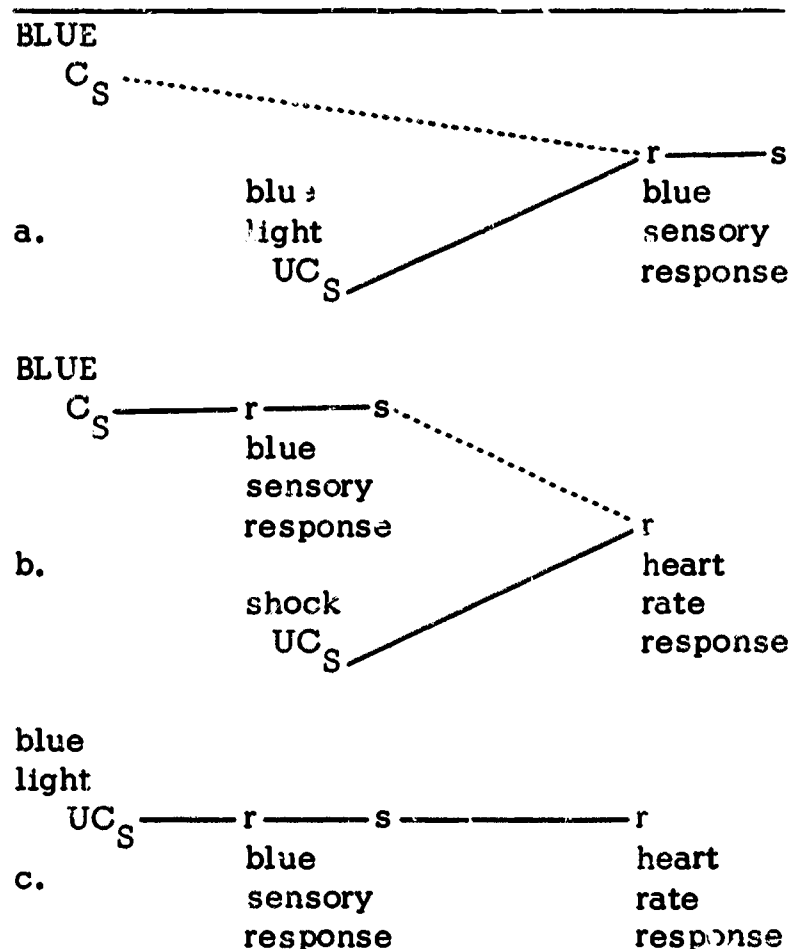 BLUE
C_S
r s
blue
light
UC_S
blue
sensory
response
a.
BLUE
C_S r s
blue
sensory
response
r
heart
rate
response
b.
shock
UC_S
blue
light
UC_S r s r
blue
sensory
response
heart
rate
response
c.